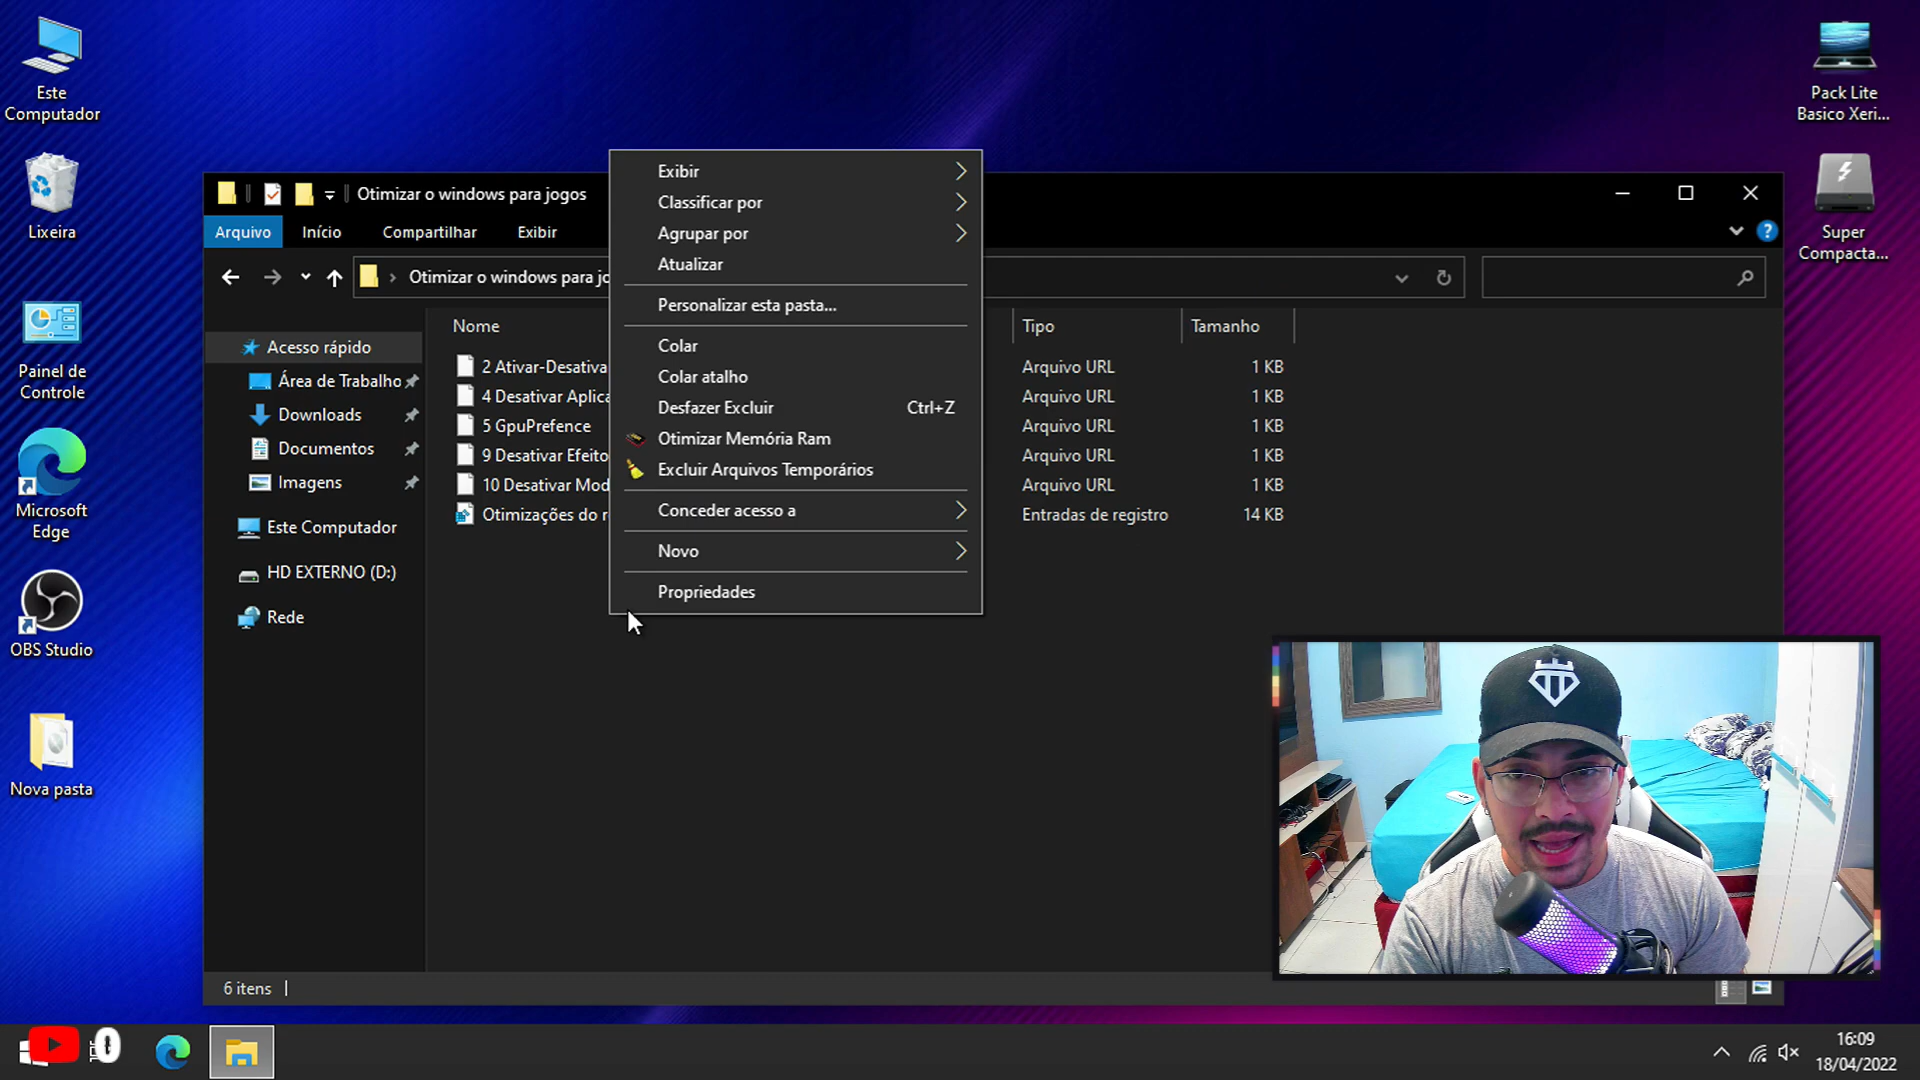 Este
Computador
Lixeira
Painel de
Controle
Microsoft
Edge
OBS Studio
Nova pasta
Pack Lite
Basico Xeri...
Super
Compacta...
Otimizar o windows para jogos
Arquivo
Início
Compartilhar
Exibir
Otimizar o windows para jo
Acesso rápido
Área de Trabalho
Downloads
Documentos
Imagens
Este Computador
HD EXTERNO (D:)
Rede
Nome
Tipo
Tamanho
2 Ativar-Desativa
Arquivo URL
1 KB
4 Desativar Aplica
Arquivo URL
1 KB
5 GpuPrefence
Arquivo URL
1 KB
9 Desativar Efeito
Arquivo URL
1 KB
10 Desativar Mod
Arquivo URL
1 KB
Otimizações do r
Entradas de registro
14 KB
Exibir
Classificar por
Agrupar por
Atualizar
Personalizar esta pasta...
Colar
Colar atalho
Desfazer Excluir Ctrl+Z
Otimizar Memória Ram
Excluir Arquivos Temporários
Conceder acesso a
Novo
Propriedades
6 itens
16:09
18/04/2022